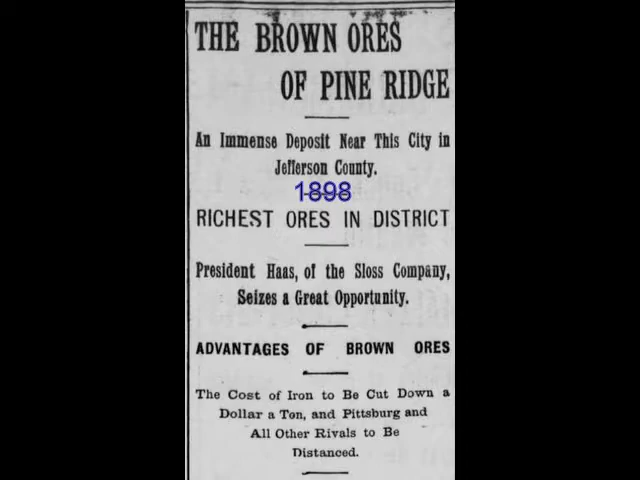 THE BROWN ORES
OF PINE RIDGE
An Immense Deposit Near This City in
Jefferson County.
1898
RICHEST ORES IN DISTRICT
President Haas, of the Sloss Company,
Seizes a Great Opportunity.
ADVANTAGES OF BROWN ORES
The Cost of Iron to Be Cut Down a
Dollar a Ton, and Pittsburg and
All Other Rivals to Be
Distanced.